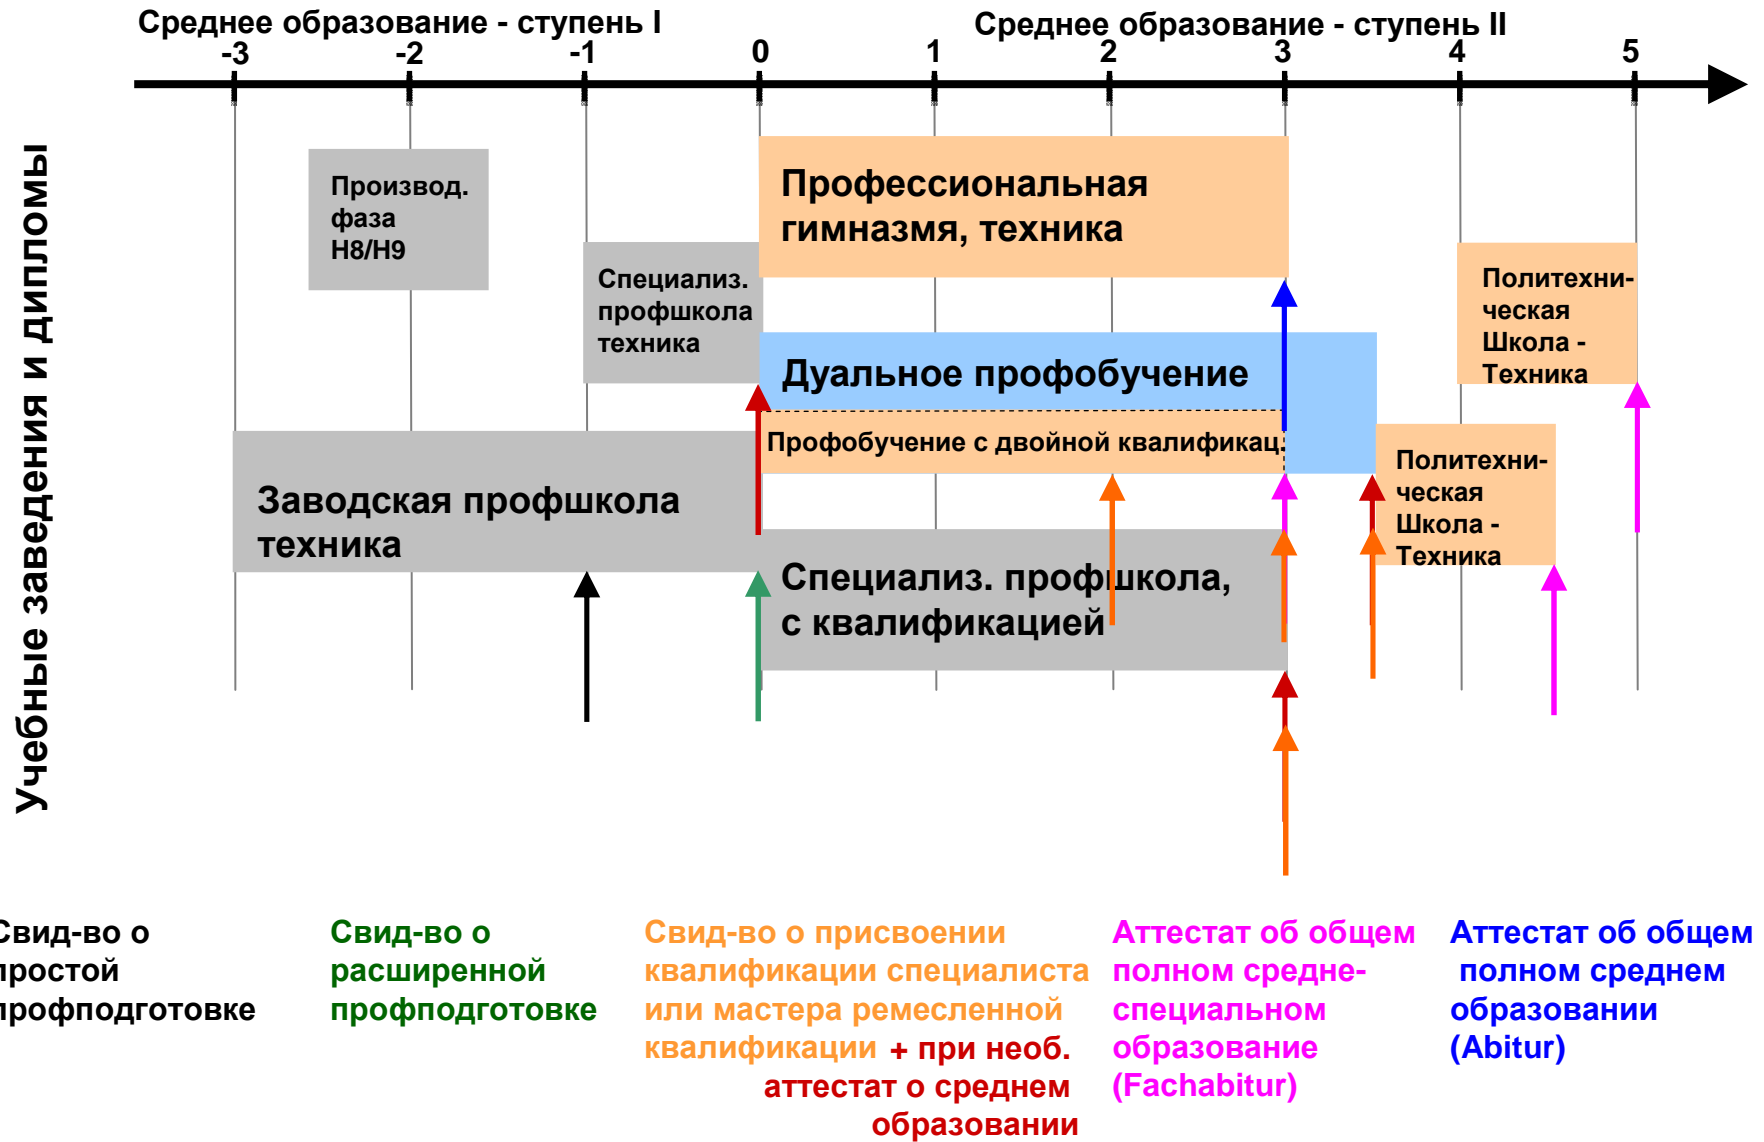 Среднее образование - ступень I
Среднее образование - ступень II
-3
-2
-1
0
1
2
3
4
5
Учебные заведения и дипломы
Производ.
фаза
H8/H9
Специализ.
профшкола
техника
Профессиональная
гимназмя, техника
Политехни-
ческая
Школа -
Техника
Дуальное профобучение
Профобучение с двойной квалификац.
Заводская профшкола
техника
Политехни-
ческая
Школа -
Техника
Специализ. профшкола,
с квалификацией
Свид-во о
простой
профподготовке
Свид-во о
расширенной
профподготовке
Свид-во о присвоении
квалификации специалиста
или мастера ремесленной
квалификации + при необ.
аттестат о среднем
образовании
Аттестат об общем
полном средне-
специальном
образование
(Fachabitur)
Аттестат об общем
полном среднем
образовании
(Abitur)